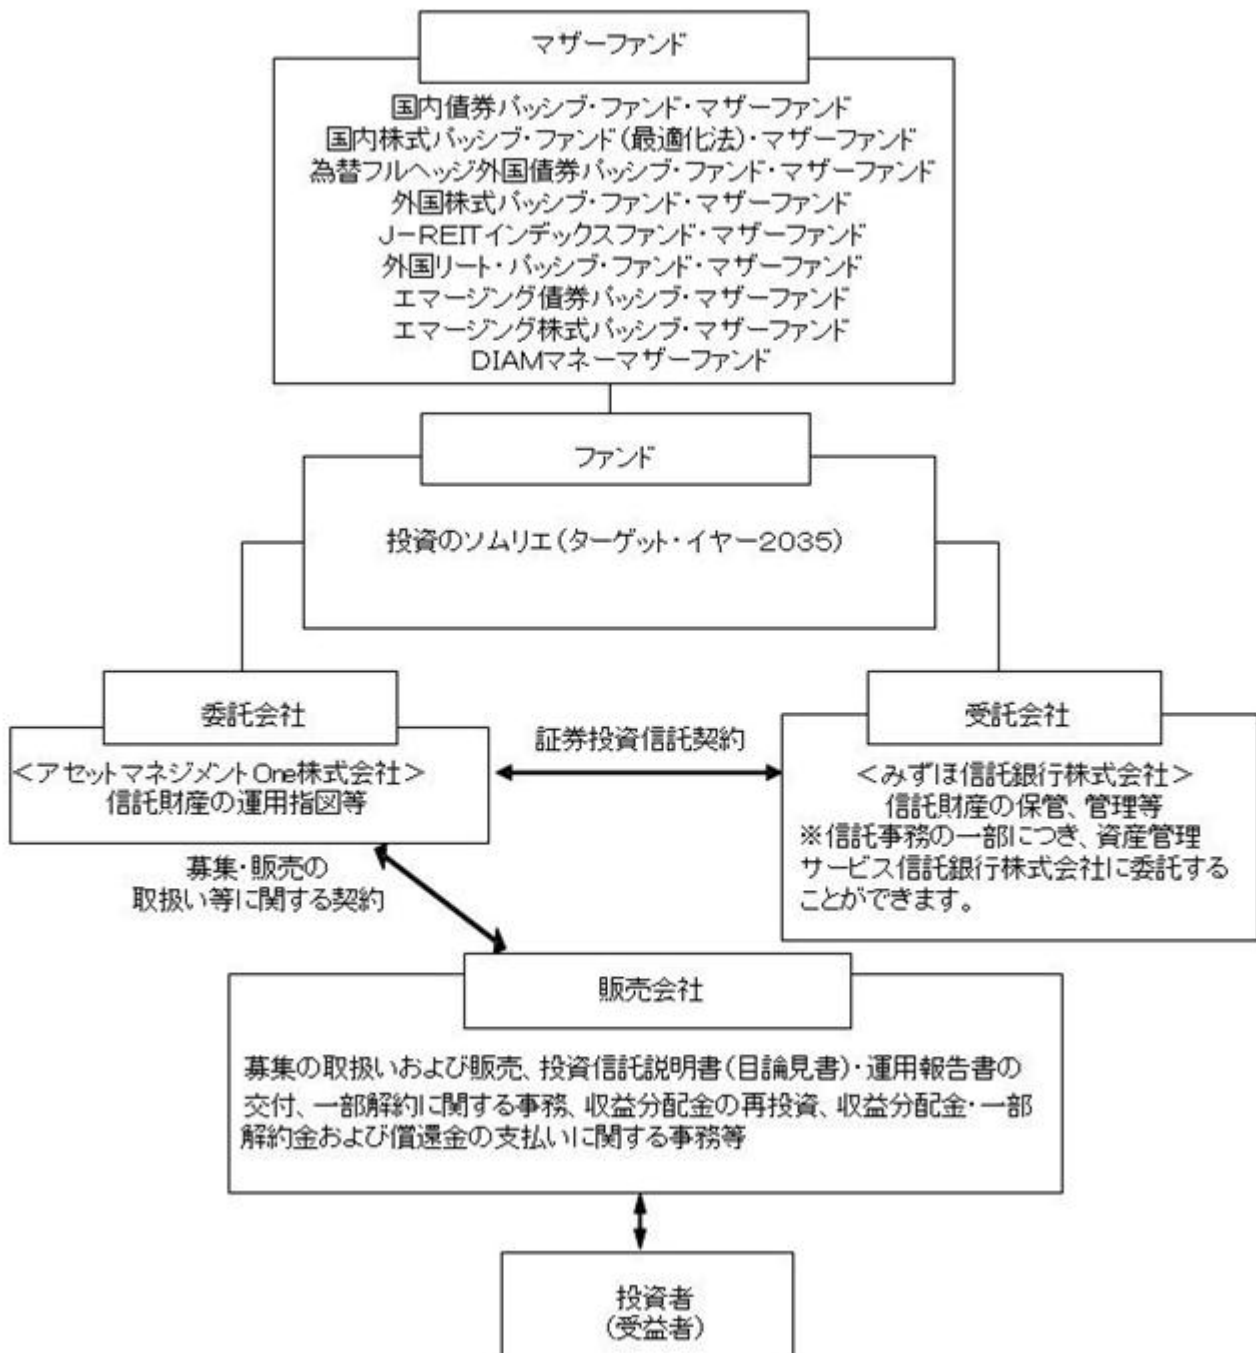 マザーファンド
国内債券パッシブ・ファンド・マザーファンド
国内株式パッシブ・ファンド(最適化法)・マザーファンド
為替フルヘッジ外国債券パッシブ・ファンド・マザーファンド
外国株式パッシブ・ファンド・マザーファンド
J-REITインデックスファンド・マザーファンド
外国リート・パッシブ・ファンド・マザーファンド
エマージング債券パッシブ・マザーファンド
エマージング株式パッシブ・マザーファンド
DIAMマネーマザーファンド
ファンド
投資のソムリエ(ターゲット・イヤー2035)
委託会社
<アセットマネジメントOne株式会社>
信託財産の運用指図等
証券投資信託契約
受託会社
<みずほ信託銀行株式会社>
信託財産の保管、管理等
※信託事務の一部につき、資産管理
サービス信託銀行株式会社に委託する
ことができます。
募集・販売の
取扱い等に関する契約
販売会社
募集の取扱いおよび販売、投資信託説明書(目論見書)・運用報告書の
交付、一部解約に関する事務、収益分配金の再投資、収益分配金・一部
解約金および償還金の支払いに関する事務等
投資者
(受益者)